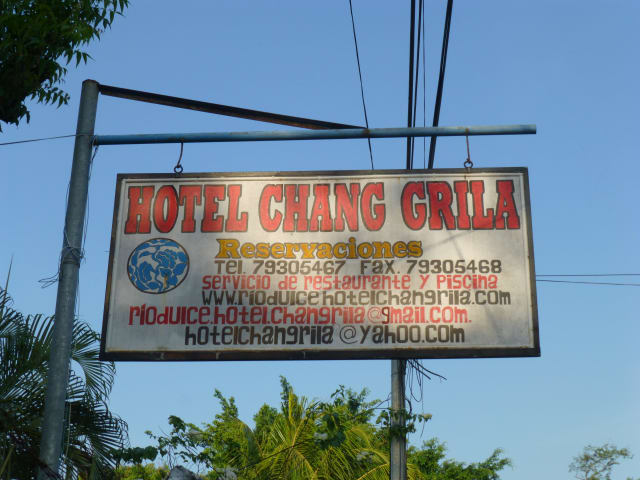 HOTEL CHANG GRILA
Reservaciones
Tel. 79305467 Fax. 79305468
servicio de restaurante y piscina
www.riodulcehotelchangrila.com
riodulce.hotel.changrila@gmail.com.
hotelchangrila@yahoo.com